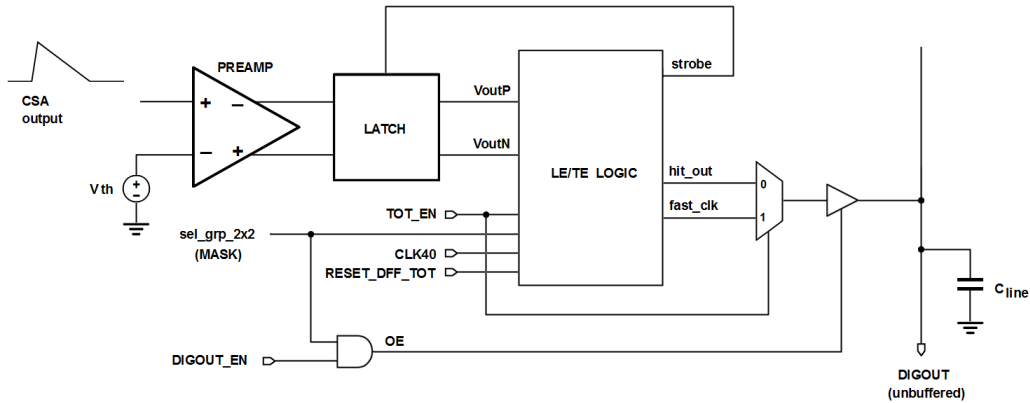 PREAMP
CSA
output
+
−
−
+
LATCH
VoutP
VoutN
strobe
LE/TE LOGIC
hit_out
fast_clk
0
1
Vth
+
−
TOT_EN
sel_grp_2x2
(MASK)
CLK40
RESET_DFF_TOT
OE
DIGOUT_EN
C line
DIGOUT
(unbuffered)